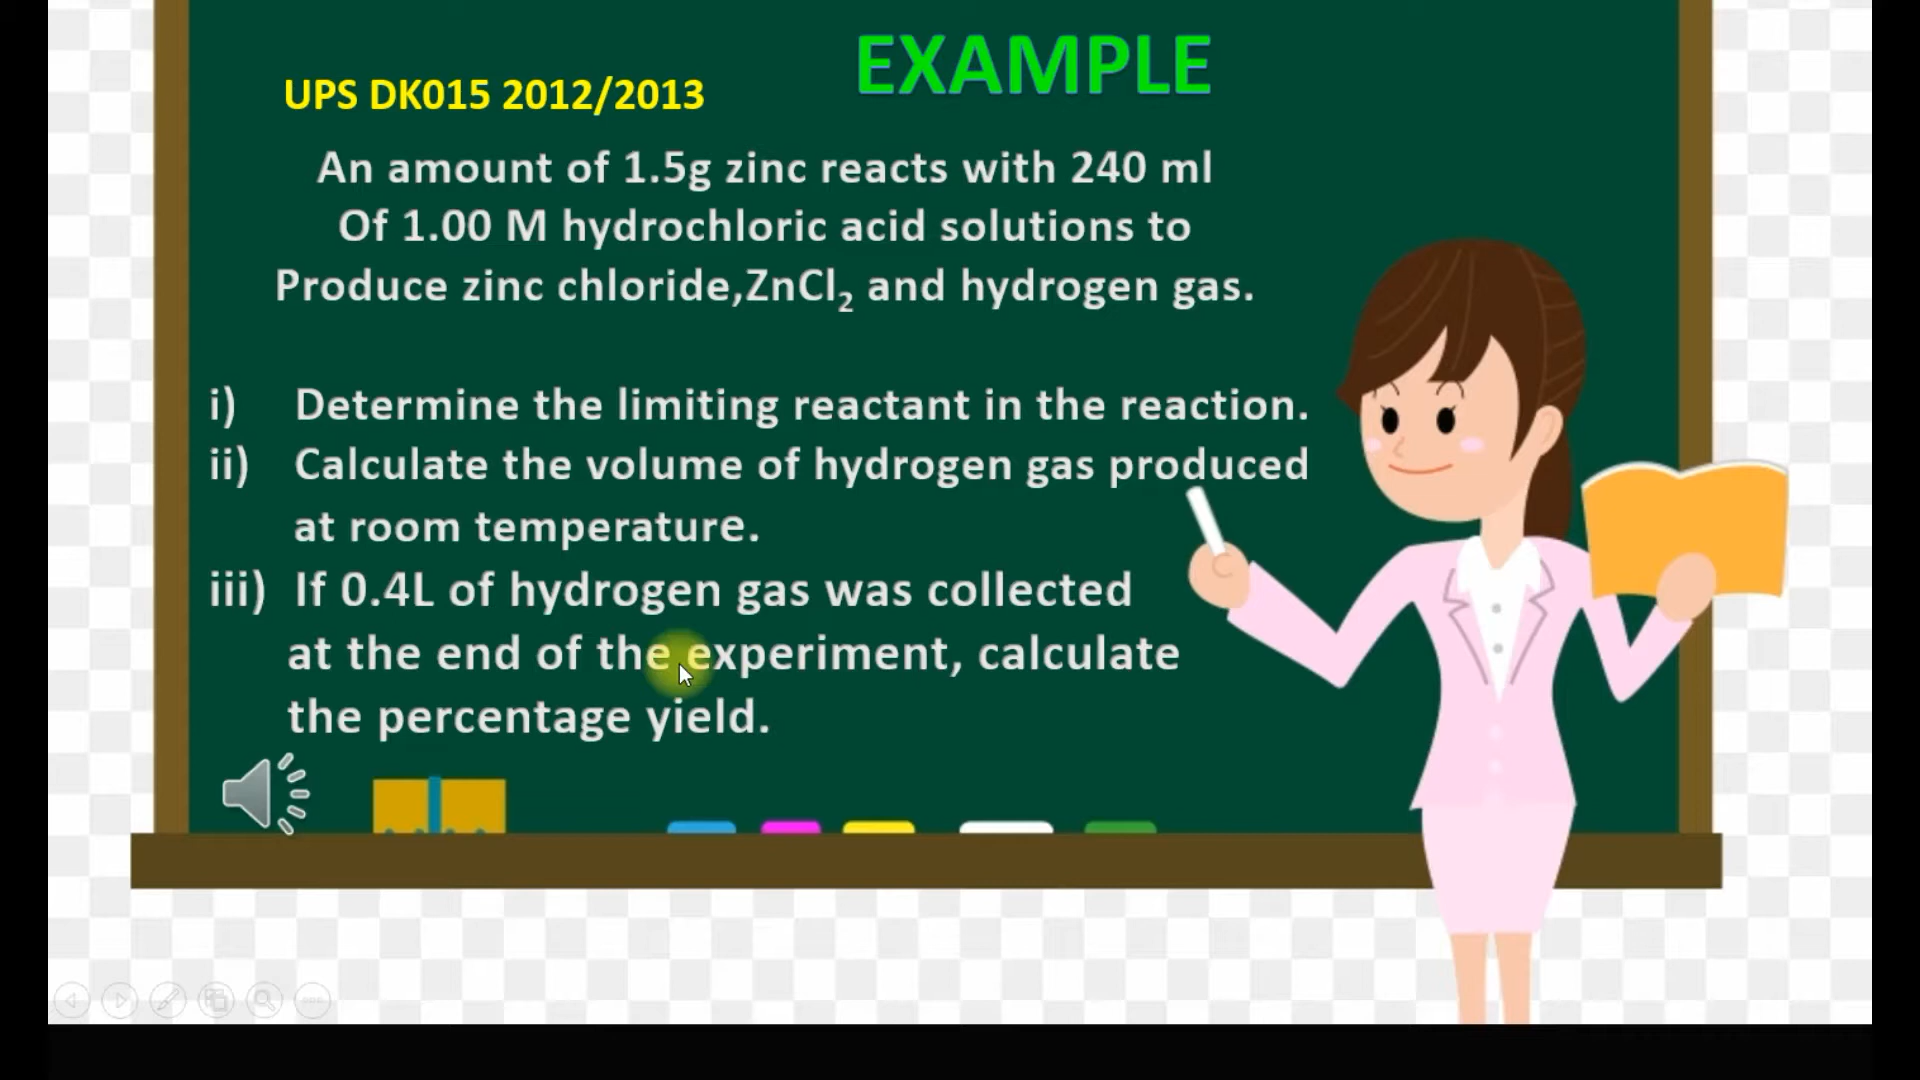 EXAMPLE
UPS DK015 2012/2013
An amount of 1.5g zinc reacts with 240 ml
Of 1.00 M hydrochloric acid solutions to
Produce zinc chloride,ZnCl₂ and hydrogen gas.
i) Determine the limiting reactant in the reaction.
ii) Calculate the volume of hydrogen gas produced
at room temperature.
iii) If 0.4L of hydrogen gas was collected
at the end of the experiment, calculate
the percentage yield.